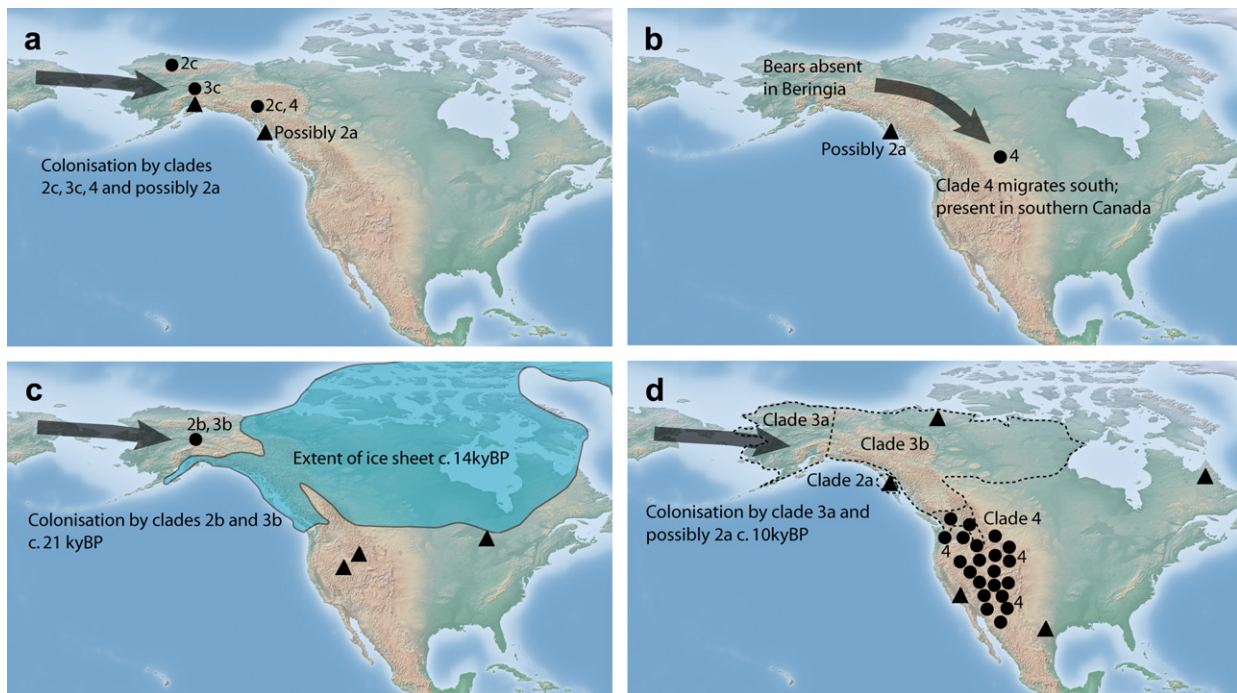 a
2c
3c
2c, 4
Possibly 2a
Colonisation by clades
2c, 3c, 4 and possibly 2a
b
Bears absent
in Beringia
Possibly 2a
4
Clade 4 migrates south;
present in southern Canada
c
2b, 3b
Extent of ice sheet c. 14kyBP
Colonisation by clades 2b and 3b
c. 21 kyBP
d
Clade 3a
Clade 3b
Clade 2a
Colonisation by clade 3a and
possibly 2a c. 10kyBP
Clade 4
4
4
4